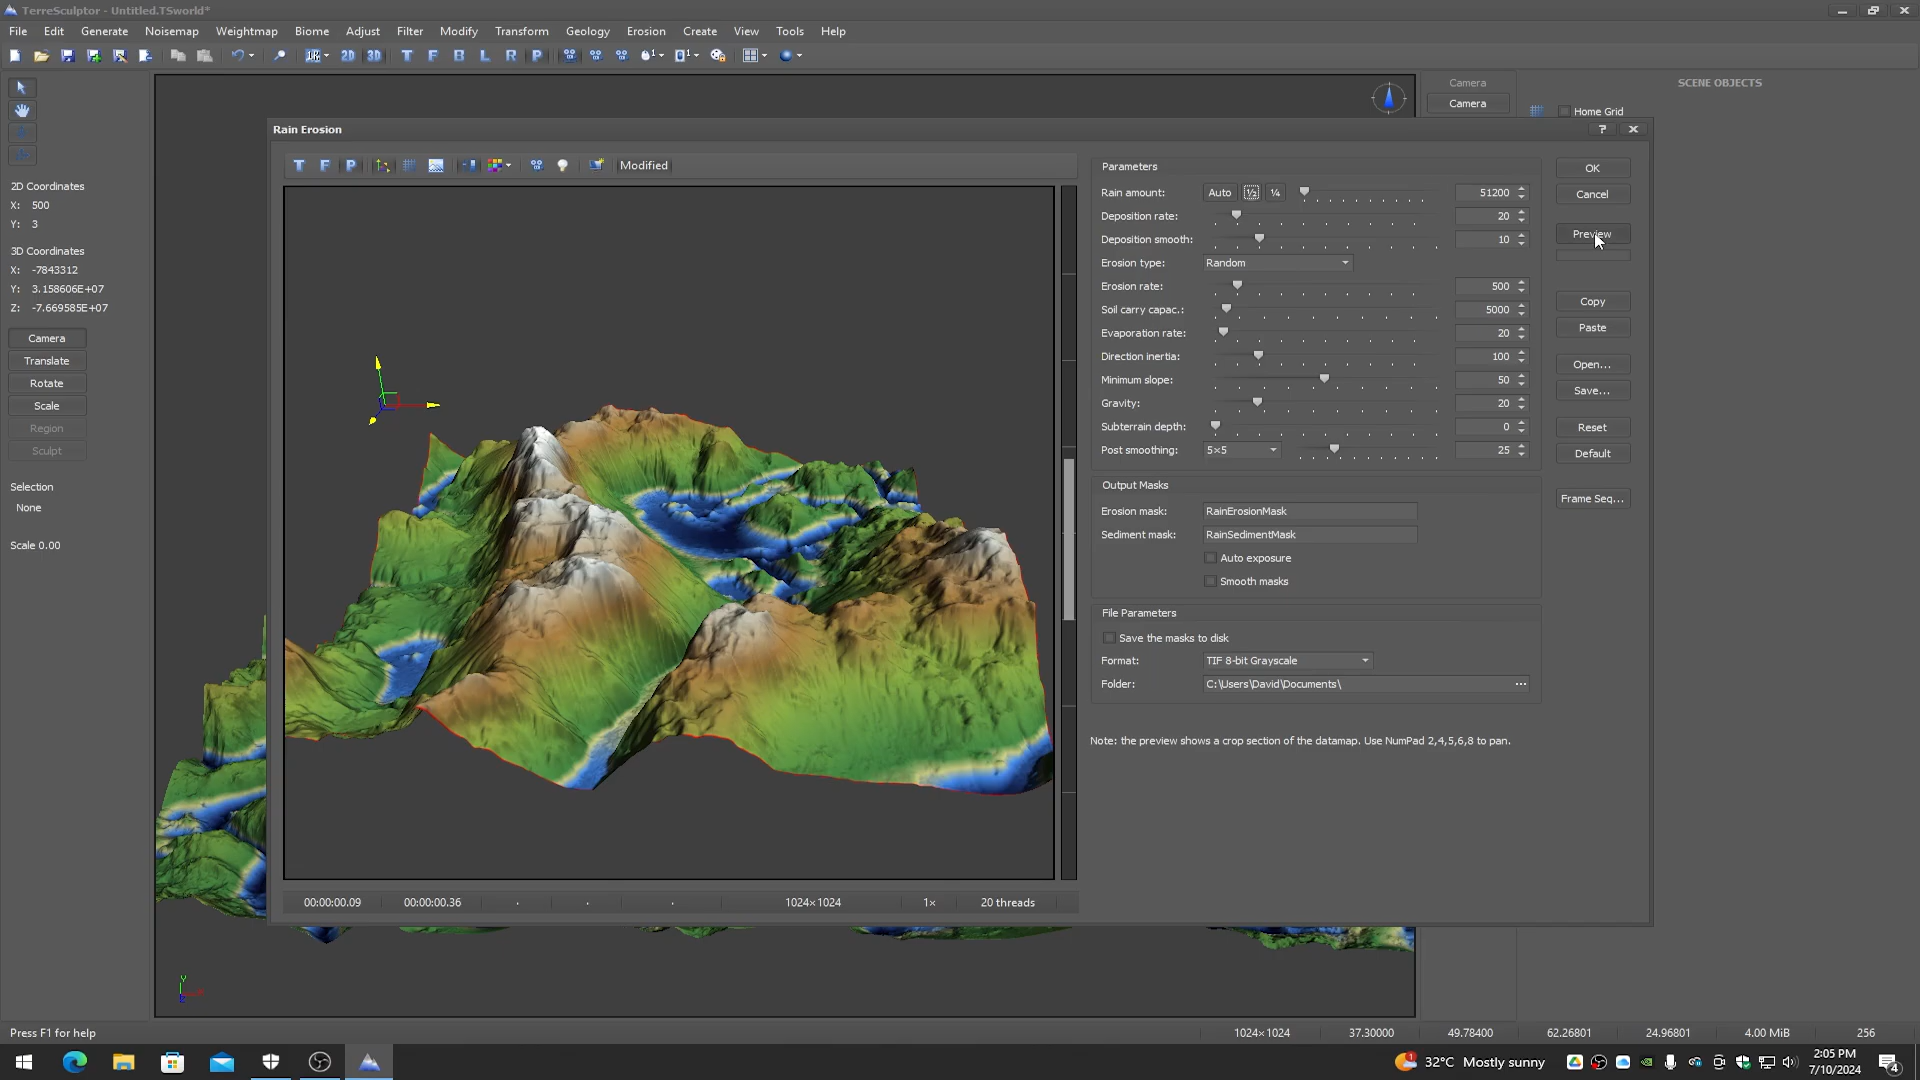 TerreSculptor - Untitled.TSworld*
File Edit Generate Noisemap Weightmap Biome Adjust Filter Modify Transform Geology Erosion Create View Tools Help
2D 3D T F B L R P
Camera
Camera
SCENE OBJECTS
Home Grid
Rain Erosion
T F P Modified
2D Coordinates
X: 500
Y: 3
3D Coordinates
X: -7843312
Y: 3.158606E+07
Z: -7.669585E+07
Camera
Translate
Rotate
Scale
Region
Sculpt
Selection
None
Scale 0.00
Parameters
Rain amount: Auto ½ ¼ 51200
Deposition rate: 20
Deposition smooth: 10
Erosion type: Random
Erosion rate: 500
Soil carry capac.: 5000
Evaporation rate: 20
Direction inertia: 100
Minimum slope: 50
Gravity: 20
Subterrain depth: 0
Post smoothing: 5×5 25
Output Masks
Erosion mask: RainErosionMask
Sediment mask: RainSedimentMask
Auto exposure
Smooth masks
File Parameters
Save the masks to disk
Format: TIF 8-bit Grayscale
Folder: C:\Users\David\Documents\ ...
Note: the preview shows a crop section of the datamap. Use NumPad 2,4,5,6,8 to pan.
OK
Cancel
Preview
Copy
Paste
Open...
Save...
Reset
Default
Frame Seq...
00:00:00.09 00:00:00.36 . . . 1024×1024 1× 20 threads
Y
Press F1 for help 1024×1024 37.30000 49.78400 62.26801 24.96801 4.00 MiB 256
1 32°C Mostly sunny
2:05 PM
7/10/2024
4